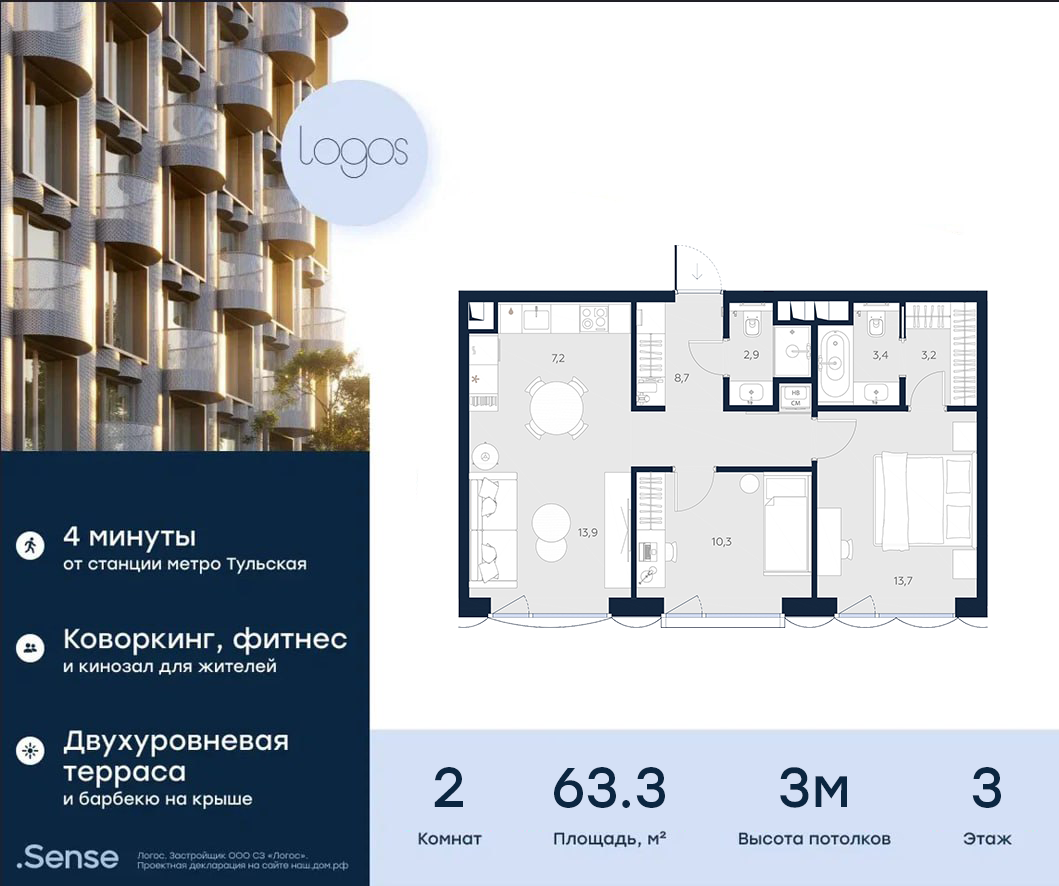 logos
7,2
8,7
2,9
3,4
3,2
НВ
СМ
13,9
10,3
13,7
4 минуты
от станции метро Тульская
Коворкинг, фитнес
и кинозал для жителей
Двухуровневая
терраса
и барбекю на крыше
.Sense
Логос. Застройщик ООО СЗ «Логос».
Проектная декларация на сайте наш.дом.рф
2
Комнат
63.3
Площадь, м²
3м
Высота потолков
3
Этаж